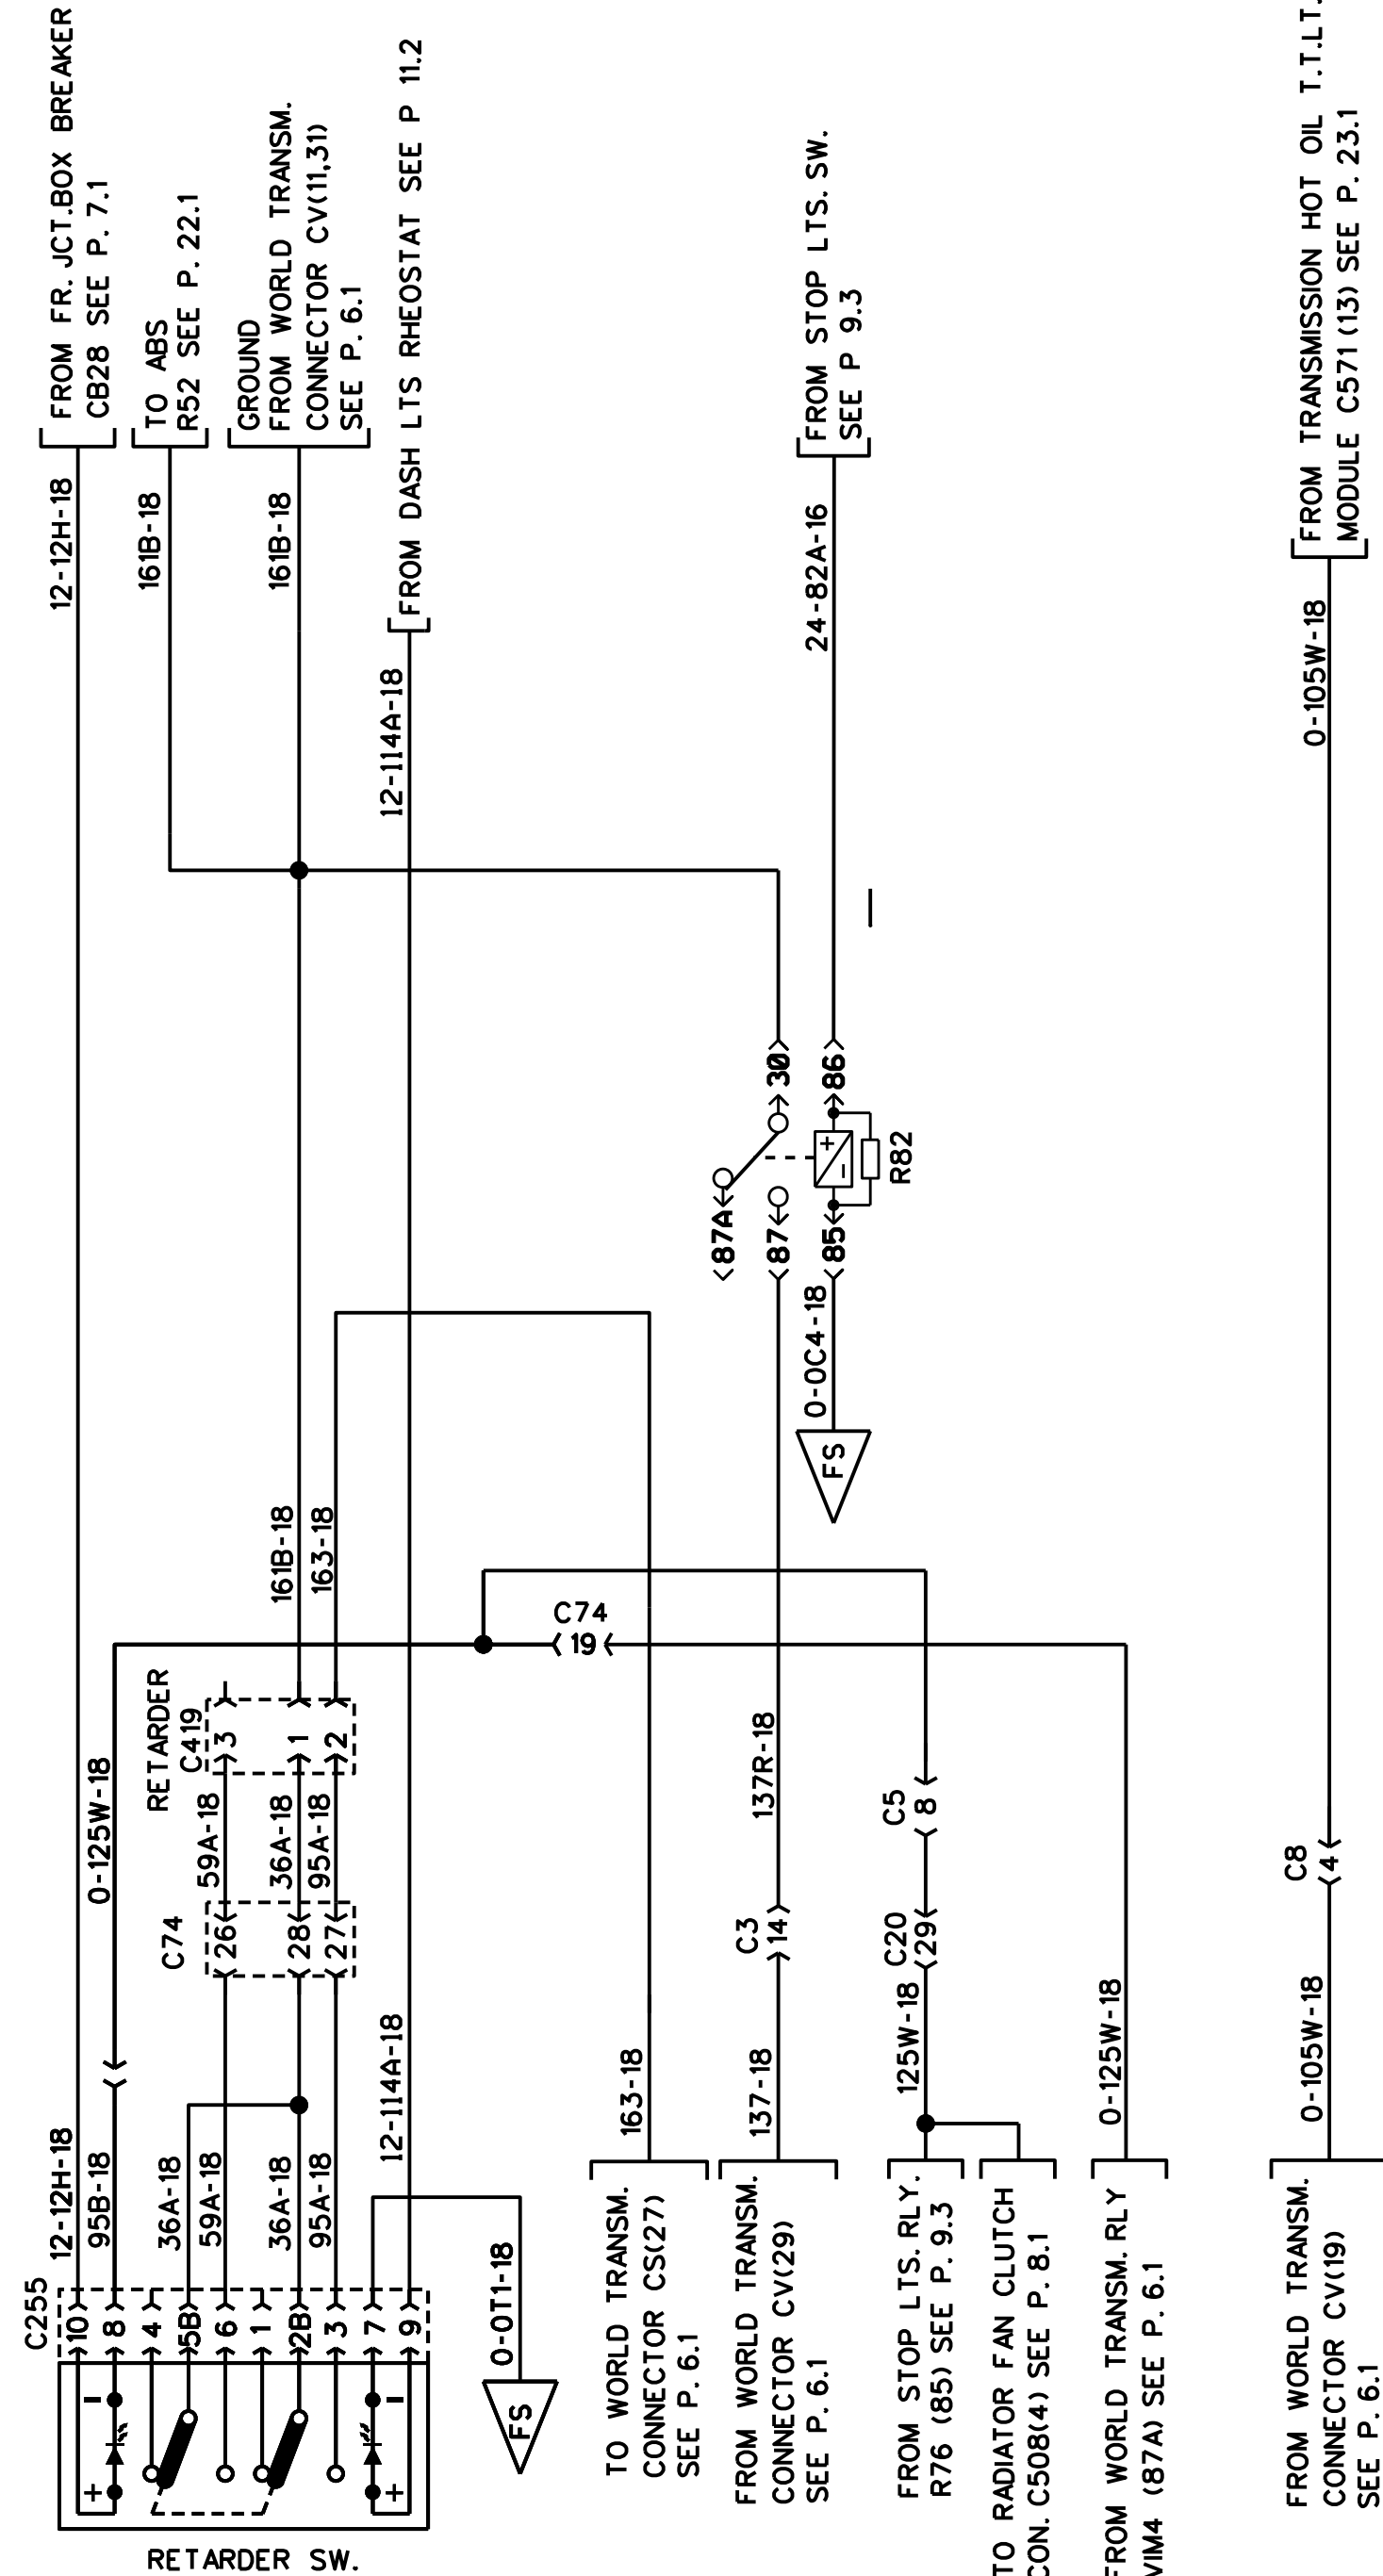 FROM FR. JCT.BOX BREAKER
CB28 SEE P. 7.1
TO ABS
R52 SEE P. 22.1
GROUND
FROM WORLD TRANSM.
CONNECTOR CV(11,31)
SEE P. 6.1
FROM DASH LTS RHEOSTAT SEE P 11.2
FROM STOP LTS. SW.
SEE P 9.3
FROM TRANSMISSION HOT OIL T.T.LT.
MODULE C571 (13) SEE P. 23.1
12-12H-18
161B-18
161B-18
12-114A-18
24-82A-16
0-105W-18
30
86
87A
87
85
R82
+
-
0-0C4-18
FS
161B-18
163-18
C74
19
RETARDER
C419
3
1
2
0-125W-18
59A-18
36A-18
95A-18
C74
26
28
27
137R-18
C3
14
137-18
C5
8
C20
29
125W-18
0-125W-18
C8
4
0-105W-18
163-18
12-12H-18
95B-18
36A-18
59A-18
36A-18
95A-18
12-114A-18
C255
10
8
4
5B
6
1
2B
3
7
9
-
+
-
+
0-0T1-18
FS
RETARDER SW.
TO WORLD TRANSM.
CONNECTOR CS(27)
SEE P. 6.1
FROM WORLD TRANSM.
CONNECTOR CV(29)
SEE P. 6.1
FROM STOP LTS. RLY.
R76 (85) SEE P. 9.3
TO RADIATOR FAN CLUTCH
CON. C508(4) SEE P. 8.1
FROM WORLD TRANSM. RLY
VIM4 (87A) SEE P. 6.1
FROM WORLD TRANSM.
CONNECTOR CV(19)
SEE P. 6.1